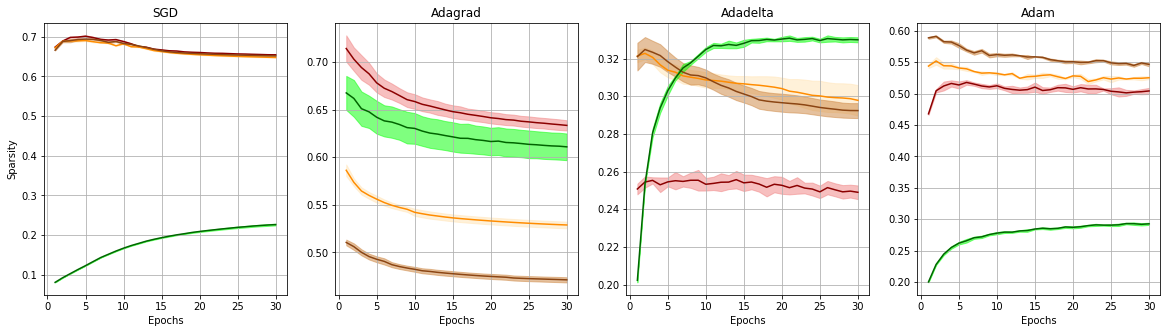 SGD
Adagrad
Adadelta
Adam
Sparsity
0.7
0.6
0.5
0.4
0.3
0.2
0.1
0 5 10 15 20 25 30
Epochs
0.70
0.65
0.60
0.55
0.50
0 5 10 15 20 25 30
Epochs
0.32
0.30
0.28
0.26
0.24
0.22
0.20
0 5 10 15 20 25 30
Epochs
0.60
0.55
0.50
0.45
0.40
0.35
0.30
0.25
0.20
0 5 10 15 20 25 30
Epochs